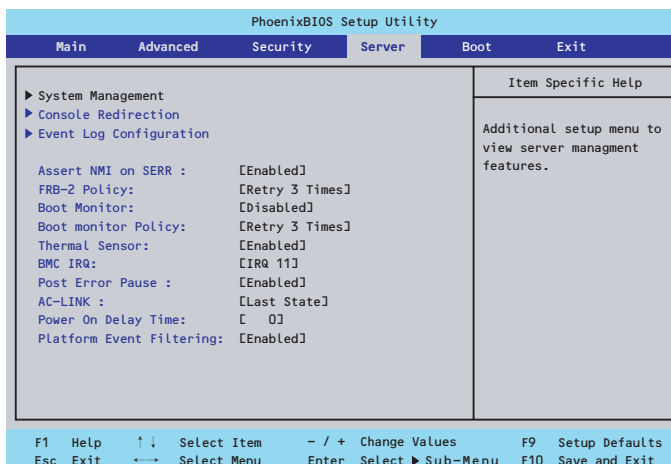 PhoenixBIOS Setup Utility
Main Advanced Security Server Boot Exit
▶ System Management
▶ Console Redirection
▶ Event Log Configuration
Assert NMI on SERR : [Enabled]
FRB-2 Policy: [Retry 3 Times]
Boot Monitor: [Disabled]
Boot monitor Policy: [Retry 3 Times]
Thermal Sensor: [Enabled]
BMC IRQ: [IRQ 11]
Post Error Pause : [Enabled]
AC-LINK : [Last State]
Power On Delay Time: [ 0]
Platform Event Filtering: [Enabled]
Item Specific Help
Additional setup menu to
view server managment
features.
F1 Help ↑↓ Select Item - / + Change Values F9 Setup Defaults
Esc Exit ←→ Select Menu Enter Select ▶ Sub-Menu F10 Save and Exit